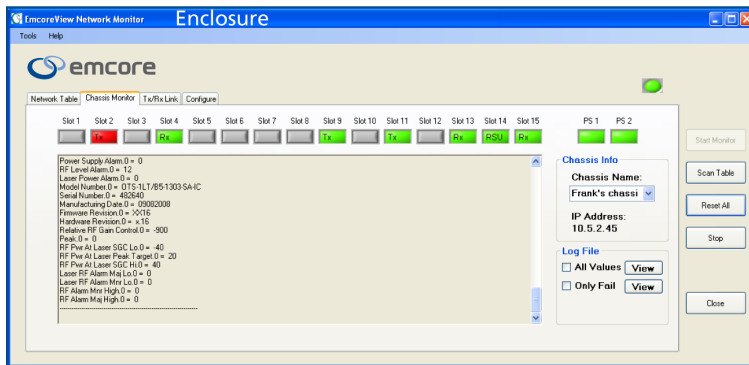 EmcoreView Network Monitor
Enclosure
Tools Help
emcore
Network Table Chassis Monitor Tx/Rx Link Configure
Slot 1 Slot 2 Slot 3 Slot 4 Slot 5 Slot 6 Slot 7 Slot 8 Slot 9 Slot 10 Slot 11 Slot 12 Slot 13 Slot 14 Slot 15 PS 1 PS 2
Tx Rx Tx Tx Rx RSU Rx
Start Monitor
Scan Table
Reset All
Stop
Close
Power Supply Alarm.0 = 0
RF Level Alarm.0 = 12
Laser Power Alarm.0 = 0
Model Number.0 = OTS-1LT/B5-1303-SA-IC
Serial Number.0 = 482640
Manufacturing Date.0 = 09082008
Firmware Revision.0 = XX16
Hardware Revision.0 = x.16
Relative RF Gain Control.0 = -900
Peak.0 = 0
RF Pwr At Laser SGC Lo.0 = -40
RF Pwr At Laser Peak Target.0 = 20
RF Pwr At Laser SGC Hi.0 = 40
Laser RF Alarm Maj Lo.0 = 0
Laser RF Alarm Mnr Lo.0 = 0
RF Alarm Mnr High.0 = 0
RF Alarm Maj High.0 = 0
Chassis Info
Chassis Name:
Frank's chassi
IP Address:
10.5.2.45
Log File
All Values View
Only Fail View